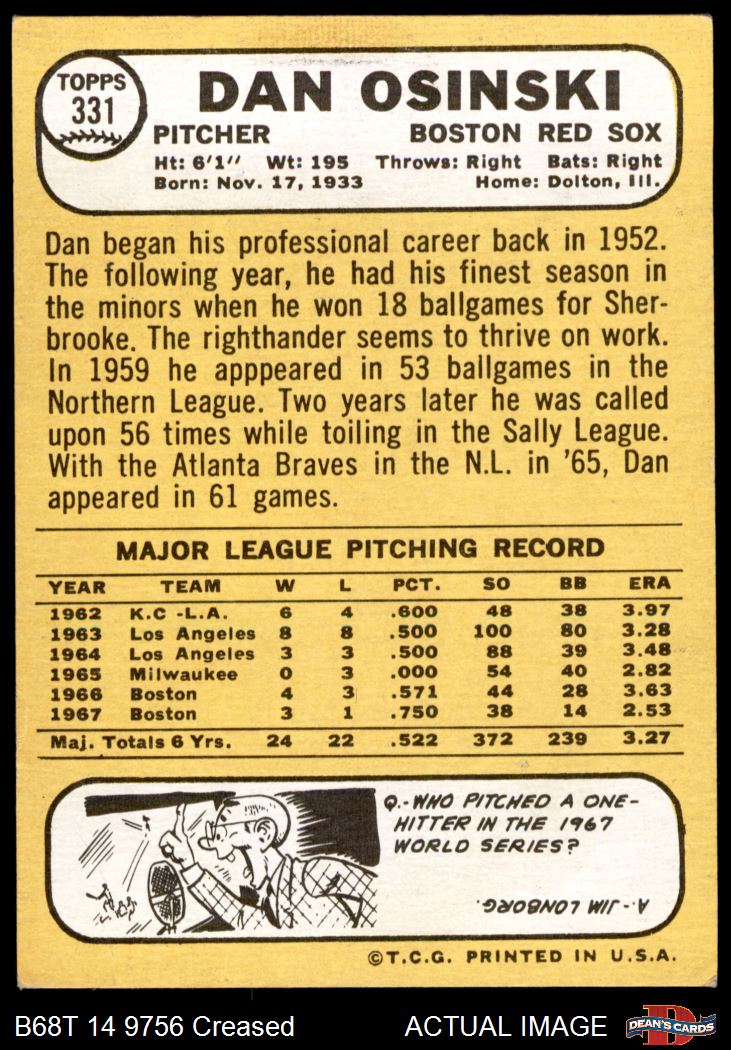 TOPPS
331
DAN OSINSKI
PITCHER BOSTON RED SOX
Ht: 6'1" Wt: 195 Throws: Right Bats: Right
Born: Nov. 17, 1933 Home: Dolton, Ill.
Dan began his professional career back in 1952.
The following year, he had his finest season in
the minors when he won 18 ballgames for Sher-
brooke. The righthander seems to thrive on work.
In 1959 he apppeared in 53 ballgames in the
Northern League. Two years later he was called
upon 56 times while toiling in the Sally League.
With the Atlanta Braves in the N.L. in '65, Dan
appeared in 61 games.
MAJOR LEAGUE PITCHING RECORD
YEAR TEAM W L PCT. SO BB ERA
1962 K.C -L.A. 6 4 .600 48 38 3.97
1963 Los Angeles 8 8 .500 100 80 3.28
1964 Los Angeles 3 3 .500 88 39 3.48
1965 Milwaukee 0 3 .000 54 40 2.82
1966 Boston 4 3 .571 44 28 3.63
1967 Boston 3 1 .750 38 14 2.53
Maj. Totals 6 Yrs. 24 22 .522 372 239 3.27
Q.-WHO PITCHED A ONE-
HITTER IN THE 1967
WORLD SERIES?
A.- JIM LONBORG.
©T.C.G. PRINTED IN U.S.A.
B68T 14 9756 Creased ACTUAL IMAGE DEAN'S CARDS